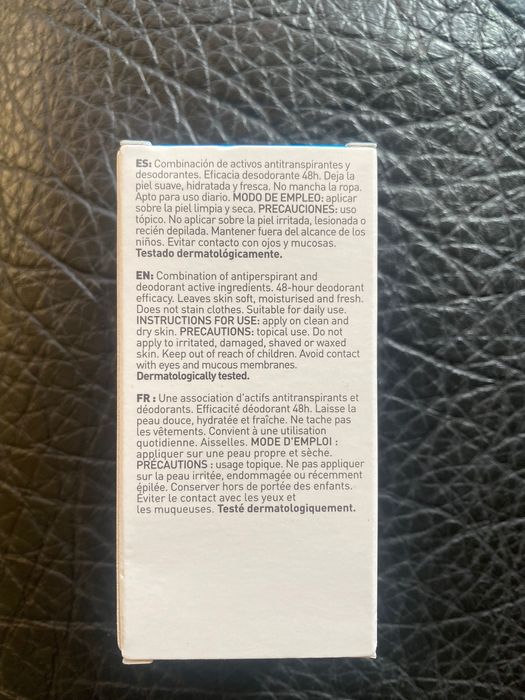 ES: Combinación de activos antitranspirantes y
desodorantes. Eficacia desodorante 48h. Deja la
piel suave, hidratada y fresca. No mancha la ropa.
Apto para uso diario. MODO DE EMPLEO: aplicar
sobre la piel limpia y seca. PRECAUCIONES: uso
tópico. No aplicar sobre la piel irritada, lesionada o
recién depilada. Mantener fuera del alcance de los
niños. Evitar contacto con ojos y mucosas.
Testado dermatológicamente.
EN: Combination of antiperspirant and
deodorant active ingredients. 48-hour deodorant
efficacy. Leaves skin soft, moisturised and fresh.
Does not stain clothes. Suitable for daily use.
INSTRUCTIONS FOR USE: apply on clean and
dry skin. PRECAUTIONS: topical use. Do not
apply to irritated, damaged, shaved or waxed
skin. Keep out of reach of children. Avoid contact
with eyes and mucous membranes.
Dermatologically tested.
FR : Une association d'actifs antitranspirants et
déodorants. Efficacité déodorant 48h. Laisse la
peau douce, hydratée et fraîche. Ne tache pas
les vêtements. Convient à une utilisation
quotidienne. Aisselles. MODE D'EMPLOI :
appliquer sur une peau propre et sèche.
PRÉCAUTIONS : usage topique. Ne pas appliquer
sur la peau irritée, endommagée ou récemment
épilée. Conserver hors de portée des enfants.
Éviter le contact avec les yeux et
les muqueuses. Testé dermatologiquement.